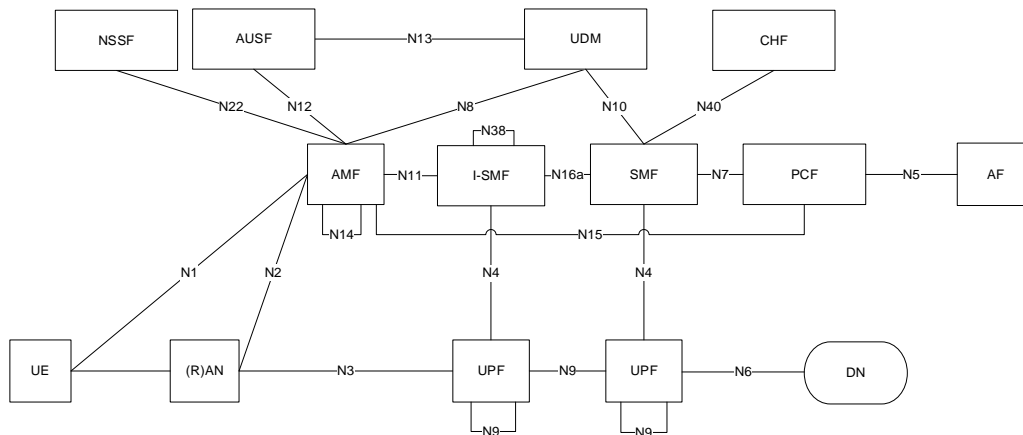 NSSF
AUSF
N13
UDM
CHF
N22
N12
N8
N10
N40
N38
AMF
N11
I-SMF
N16a
SMF
N7
PCF
N5
AF
N14
N15
N1
N2
N4
N4
UE
(R)AN
N3
UPF
N9
UPF
N6
DN
N9
N9